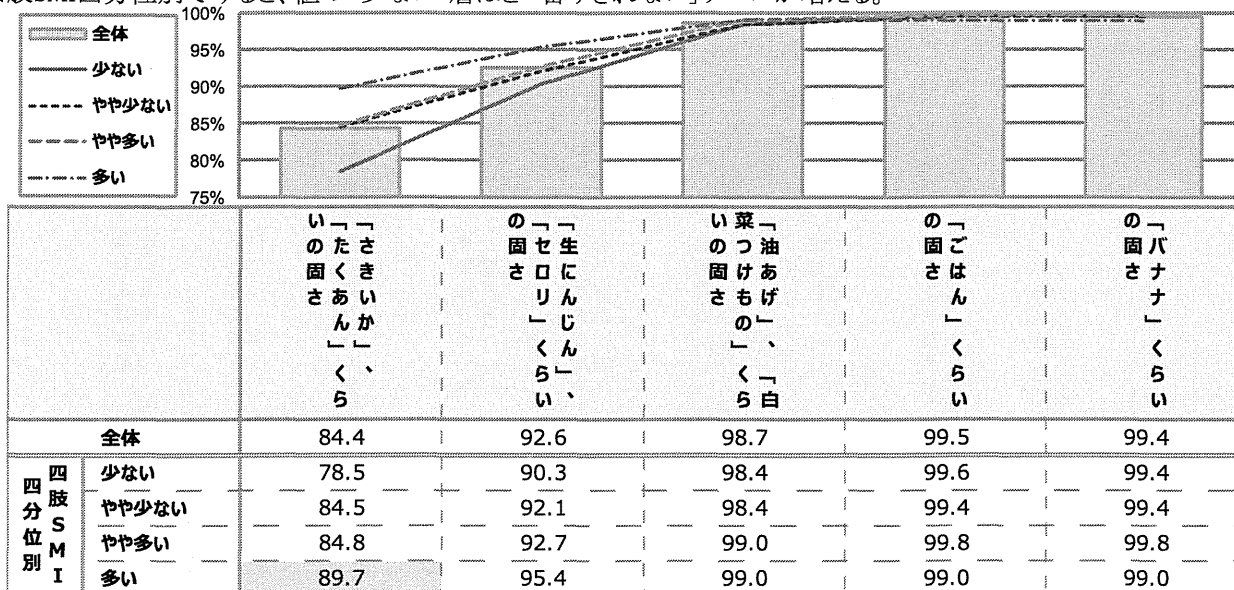 全体
少ない
やや少ない
やや多い
多い
100%
95%
90%
85%
80%
75%
「さきいか」、
「たくあん」くら
いの固さ
「生にんじん」、
「セロリ」くらい
の固さ
「油あげ」、「白
菜つけもの」くら
いの固さ
「ごはん」くらい
の固さ
「バナナ」くらい
の固さ
全体 84.4 92.6 98.7 99.5 99.4
四肢SMI
四分位別
少ない 78.5 90.3 98.4 99.6 99.4
やや少ない 84.5 92.1 98.4 99.4 99.4
やや多い 84.8 92.7 99.0 99.8 99.8
多い 89.7 95.4 99.0 99.0 99.0